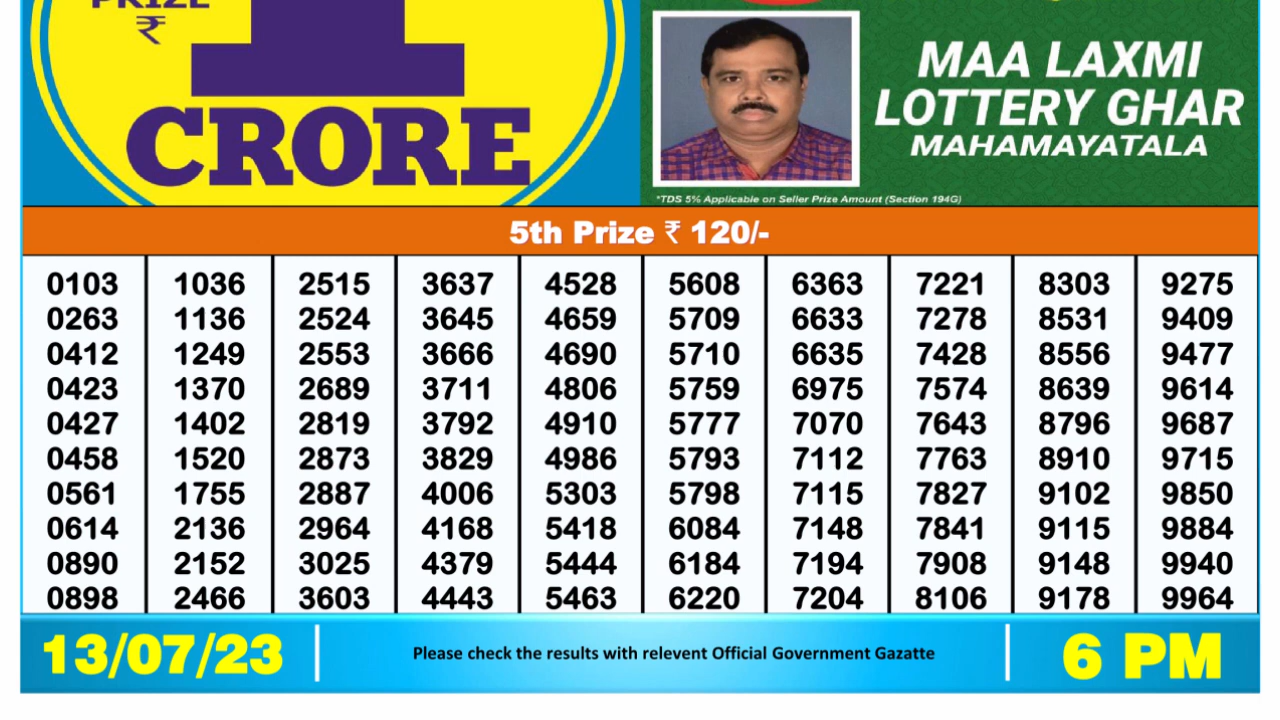 PRIZE
₹
1
CRORE
MAA LAXMI
LOTTERY GHAR
MAHAMAYATALA
*TDS 5% Applicable on Seller Prize Amount (Section 194G)
5th Prize ₹ 120/-
0103 1036 2515 3637 4528 5608 6363 7221 8303 9275
0263 1136 2524 3645 4659 5709 6633 7278 8531 9409
0412 1249 2553 3666 4690 5710 6635 7428 8556 9477
0423 1370 2689 3711 4806 5759 6975 7574 8639 9614
0427 1402 2819 3792 4910 5777 7070 7643 8796 9687
0458 1520 2873 3829 4986 5793 7112 7763 8910 9715
0561 1755 2887 4006 5303 5798 7115 7827 9102 9850
0614 2136 2964 4168 5418 6084 7148 7841 9115 9884
0890 2152 3025 4379 5444 6184 7194 7908 9148 9940
0898 2466 3603 4443 5463 6220 7204 8106 9178 9964
13/07/23 Please check the results with relevent Official Government Gazatte 6 PM